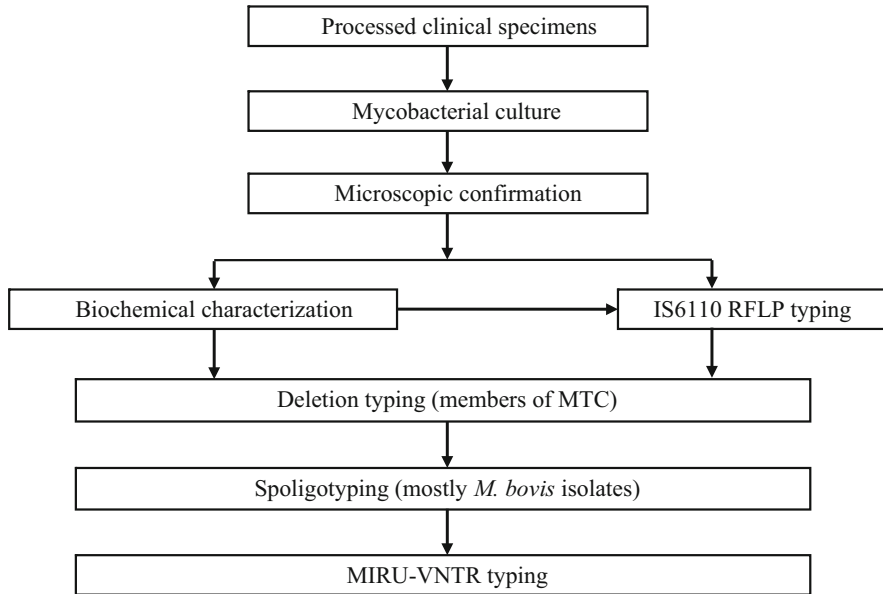 Processed clinical specimens
Mycobacterial culture
Microscopic confirmation
Biochemical characterization
IS6110 RFLP typing
Deletion typing (members of MTC)
Spoligotyping (mostly M. bovis isolates)
MIRU-VNTR typing